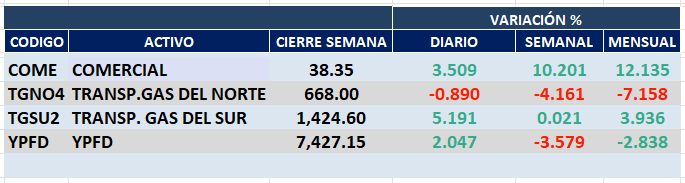 VARIACIÓN %
CODIGO ACTIVO CIERRE SEMANA DIARIO SEMANAL MENSUAL
COME COMERCIAL 38.35 3.509 10.201 12.135
TGNO4 TRANSP.GAS DEL NORTE 668.00 -0.890 -4.161 -7.158
TGSU2 TRANSP. GAS DEL SUR 1,424.60 5.191 0.021 3.936
YPFD YPFD 7,427.15 2.047 -3.579 -2.838